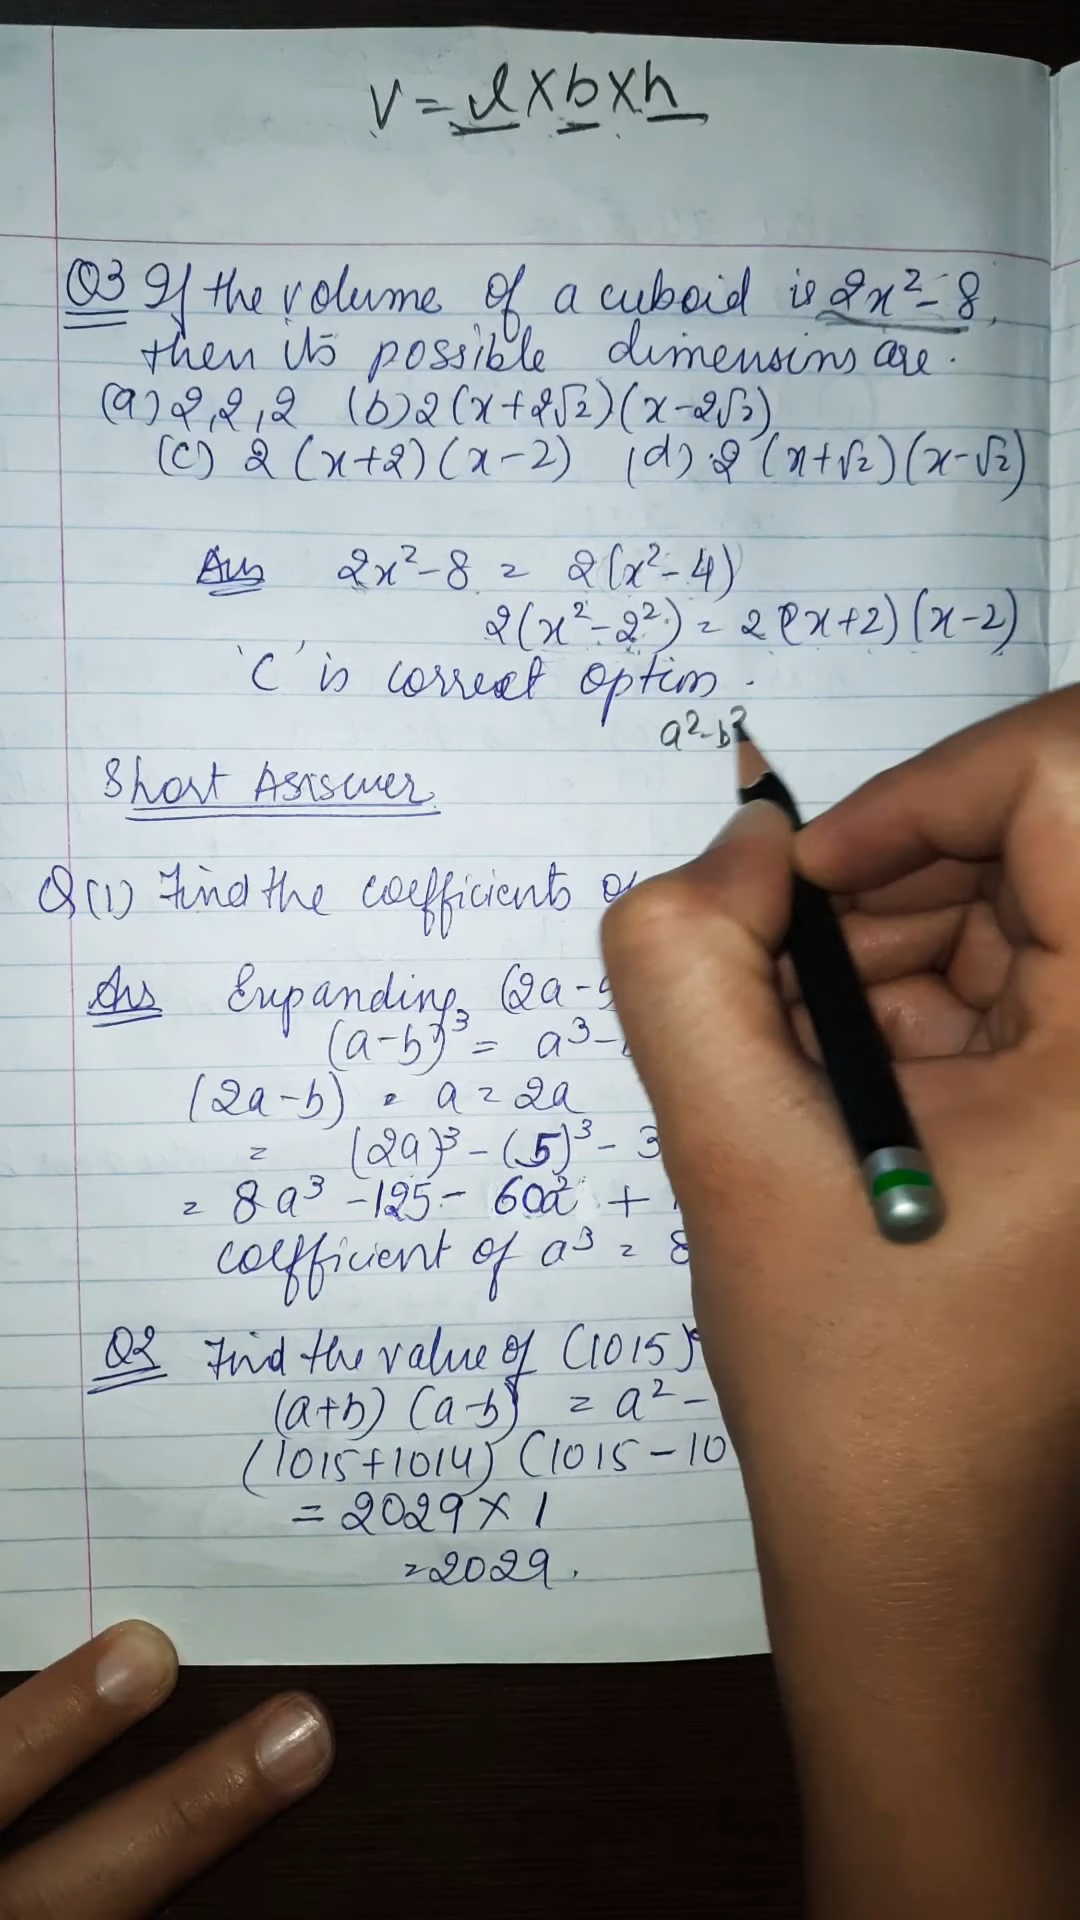 V = l × b × h
Q3 If the volume of a cuboid is 2x² - 8,
then its possible dimensins are.
(a) 2, 2, 2 (b) 2(x+2√2)(x-2√2)
(c) 2 (x+2) (x-2) (d) 2 (x+√2)(x-√2)
Ans 2x² - 8 = 2(x² - 4)
2(x² - 2²) = 2 (x+2) (x-2)
'C' is correct option.
a² - b²
Short Answer
Q (1) Find the coefficients of
Ans Expanding (2a - 5
(a-b)³ = a³ -
(2a - b) = a = 2a
= (2a)³ - (5)³ - 3
= 8a³ - 125 - 60a² +
coefficient of a³ = 8
Q2 Find the value of (1015)²
(a+b) (a-b) = a² -
(1015+1014) (1015 - 10
= 2029 × 1
= 2029.